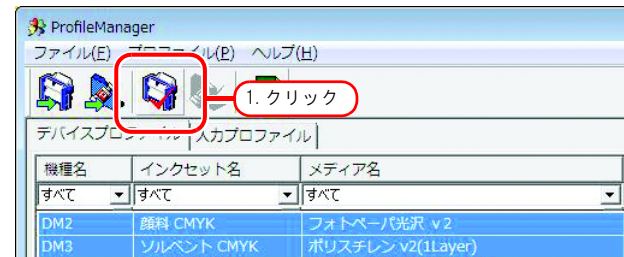 ProfileManager
ファイル(F) プロファイル(P) ヘルプ(H)
1. クリック
デバイスプロファイル 入力プロファイル
機種名 インクセット名 メディア名
すべて すべて すべて
DM2 顔料 CMYK フォトペーパ光沢 v2
DM3 ソルベント CMYK ポリスチレン v2(1Layer)